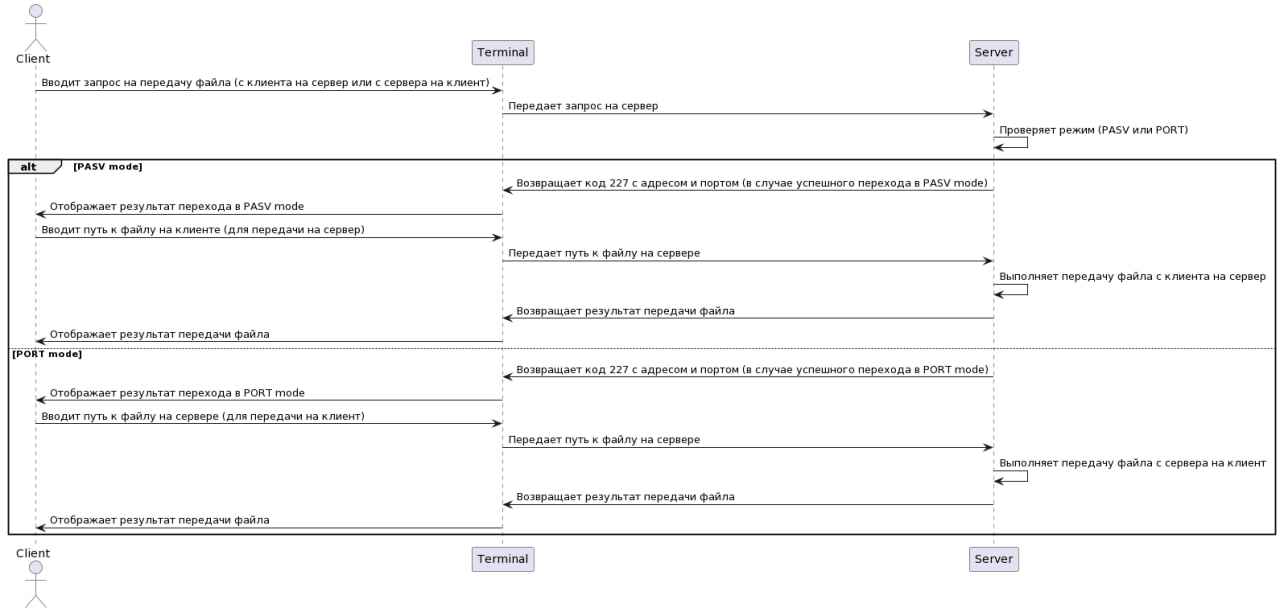 Client
Terminal
Server
Вводит запрос на передачу файла (с клиента на сервер или с сервера на клиент)
Передает запрос на сервер
Проверяет режим (PASV или PORT)
alt [PASV mode]
Возвращает код 227 с адресом и портом (в случае успешного перехода в PASV mode)
Отображает результат перехода в PASV mode
Вводит путь к файлу на клиенте (для передачи на сервер)
Передает путь к файлу на сервере
Выполняет передачу файла с клиента на сервер
Возвращает результат передачи файла
Отображает результат передачи файла
[PORT mode]
Возвращает код 227 с адресом и портом (в случае успешного перехода в PORT mode)
Отображает результат перехода в PORT mode
Вводит путь к файлу на сервере (для передачи на клиент)
Передает путь к файлу на сервере
Выполняет передачу файла с сервера на клиент
Возвращает результат передачи файла
Отображает результат передачи файла
Client
Terminal
Server